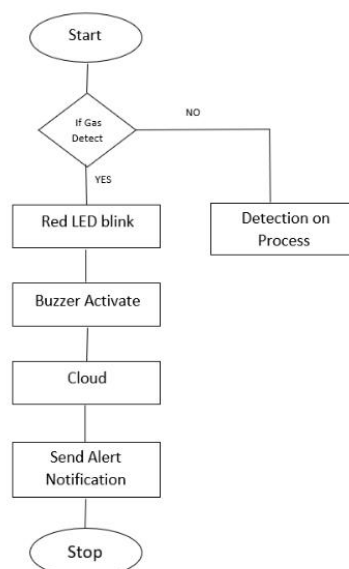 Start
If Gas
Detect
NO
YES
Red LED blink
Detection on
Process
Buzzer Activate
Cloud
Send Alert
Notification
Stop